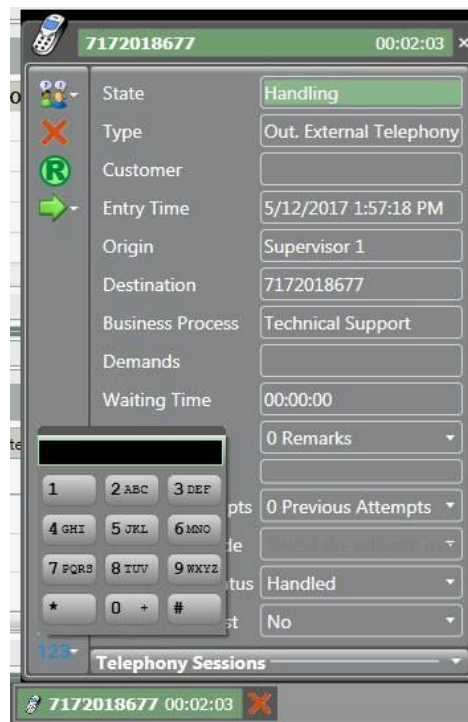 7172018677 00:02:03 ×
State Handling
Type Out. External Telephony
Customer
Entry Time 5/12/2017 1:57:18 PM
Origin Supervisor 1
Destination 7172018677
Business Process Technical Support
Demands
Waiting Time 00:00:00
0 Remarks
pts 0 Previous Attempts
de
tus Handled
st No
1 2 ABC 3 DEF
4 GHI 5 JKL 6 MNO
7 PQRS 8 TUV 9 WXYZ
* 0 + #
123
Telephony Sessions
7172018677 00:02:03